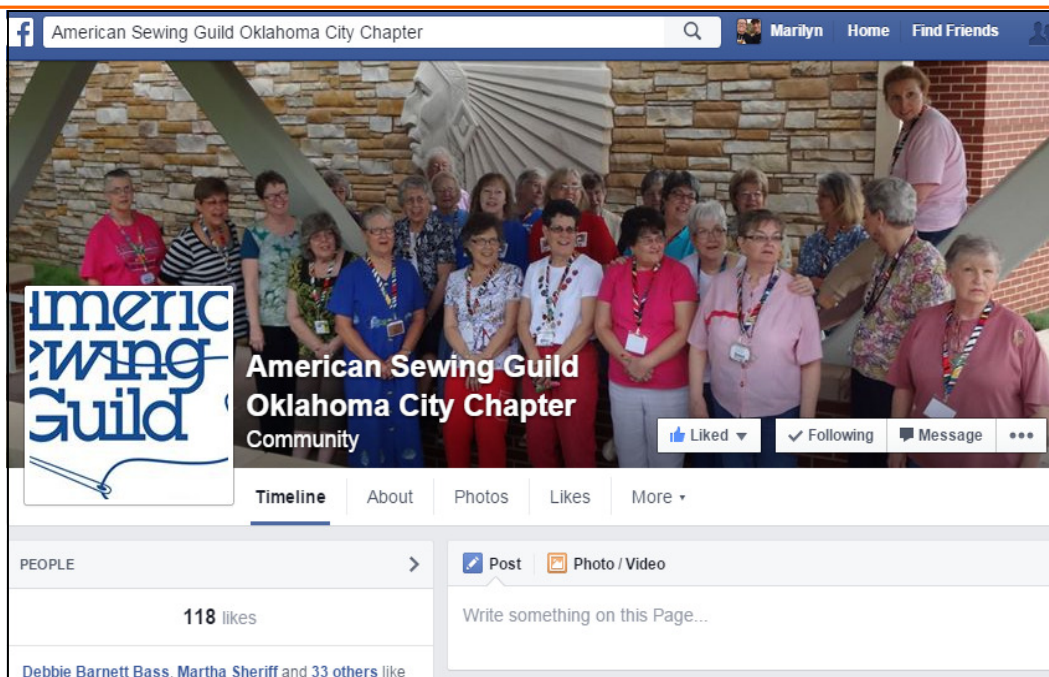 American Sewing Guild Oklahoma City Chapter
Marilyn Home Find Friends
Americ
ewing
Guild
American Sewing Guild
Oklahoma City Chapter
Community
Liked Following Message
Timeline About Photos Likes More
PEOPLE
118 likes
Debbie Barnett Bass, Martha Sheriff and 33 others like
Post Photo / Video
Write something on this Page...